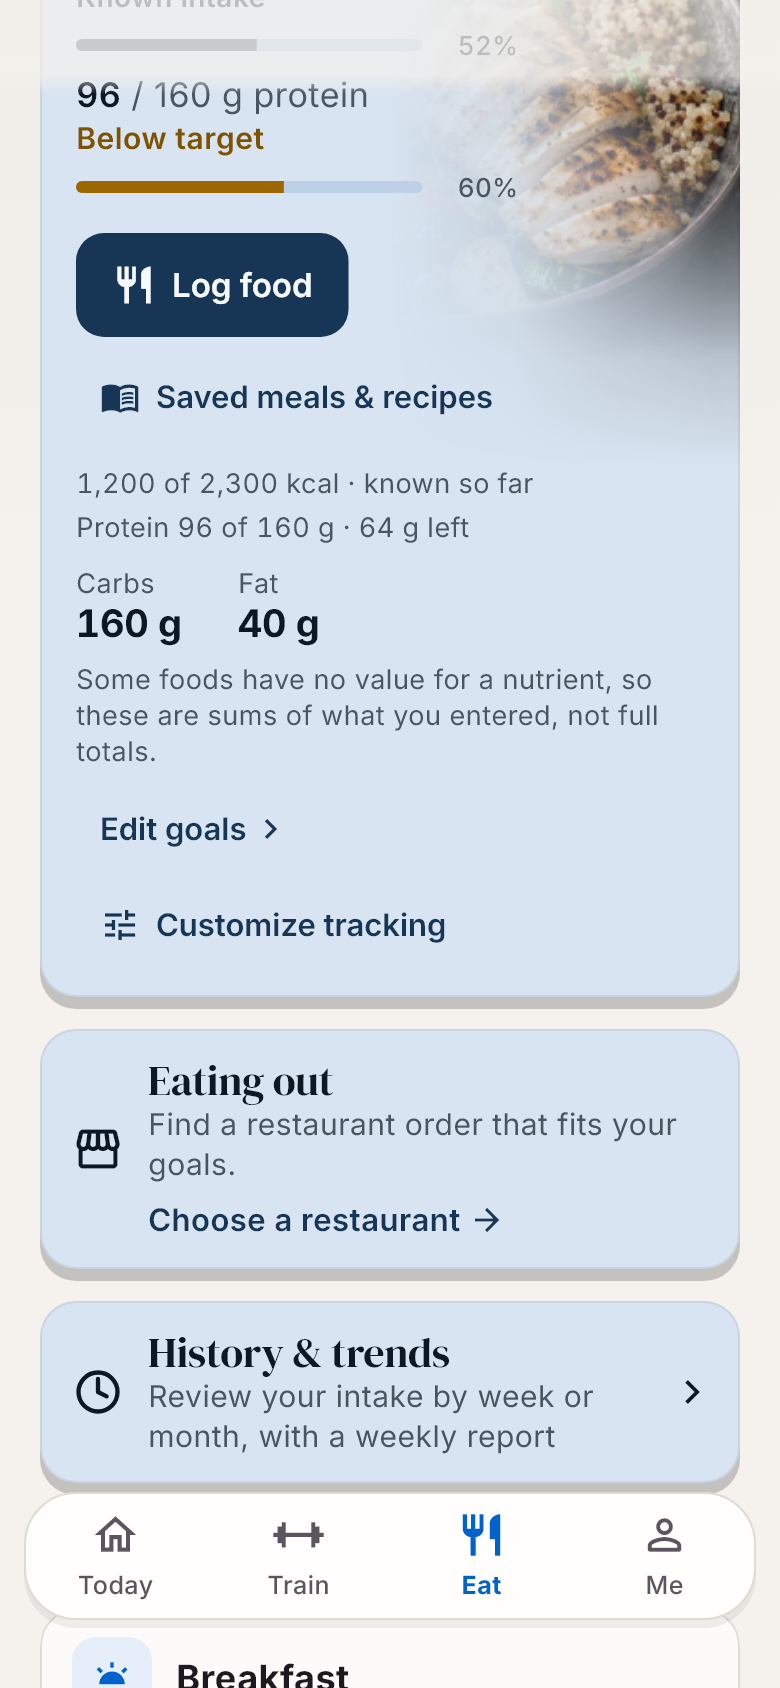 Known intake
52%
96 / 160 g protein
Below target
60%
Log food
Saved meals & recipes
1,200 of 2,300 kcal · known so far
Protein 96 of 160 g · 64 g left
Carbs Fat
160 g 40 g
Some foods have no value for a nutrient, so
these are sums of what you entered, not full
totals.
Edit goals
Customize tracking
Eating out
Find a restaurant order that fits your
goals.
Choose a restaurant →
History & trends
Review your intake by week or
month, with a weekly report
Today Train Eat Me
Breakfast